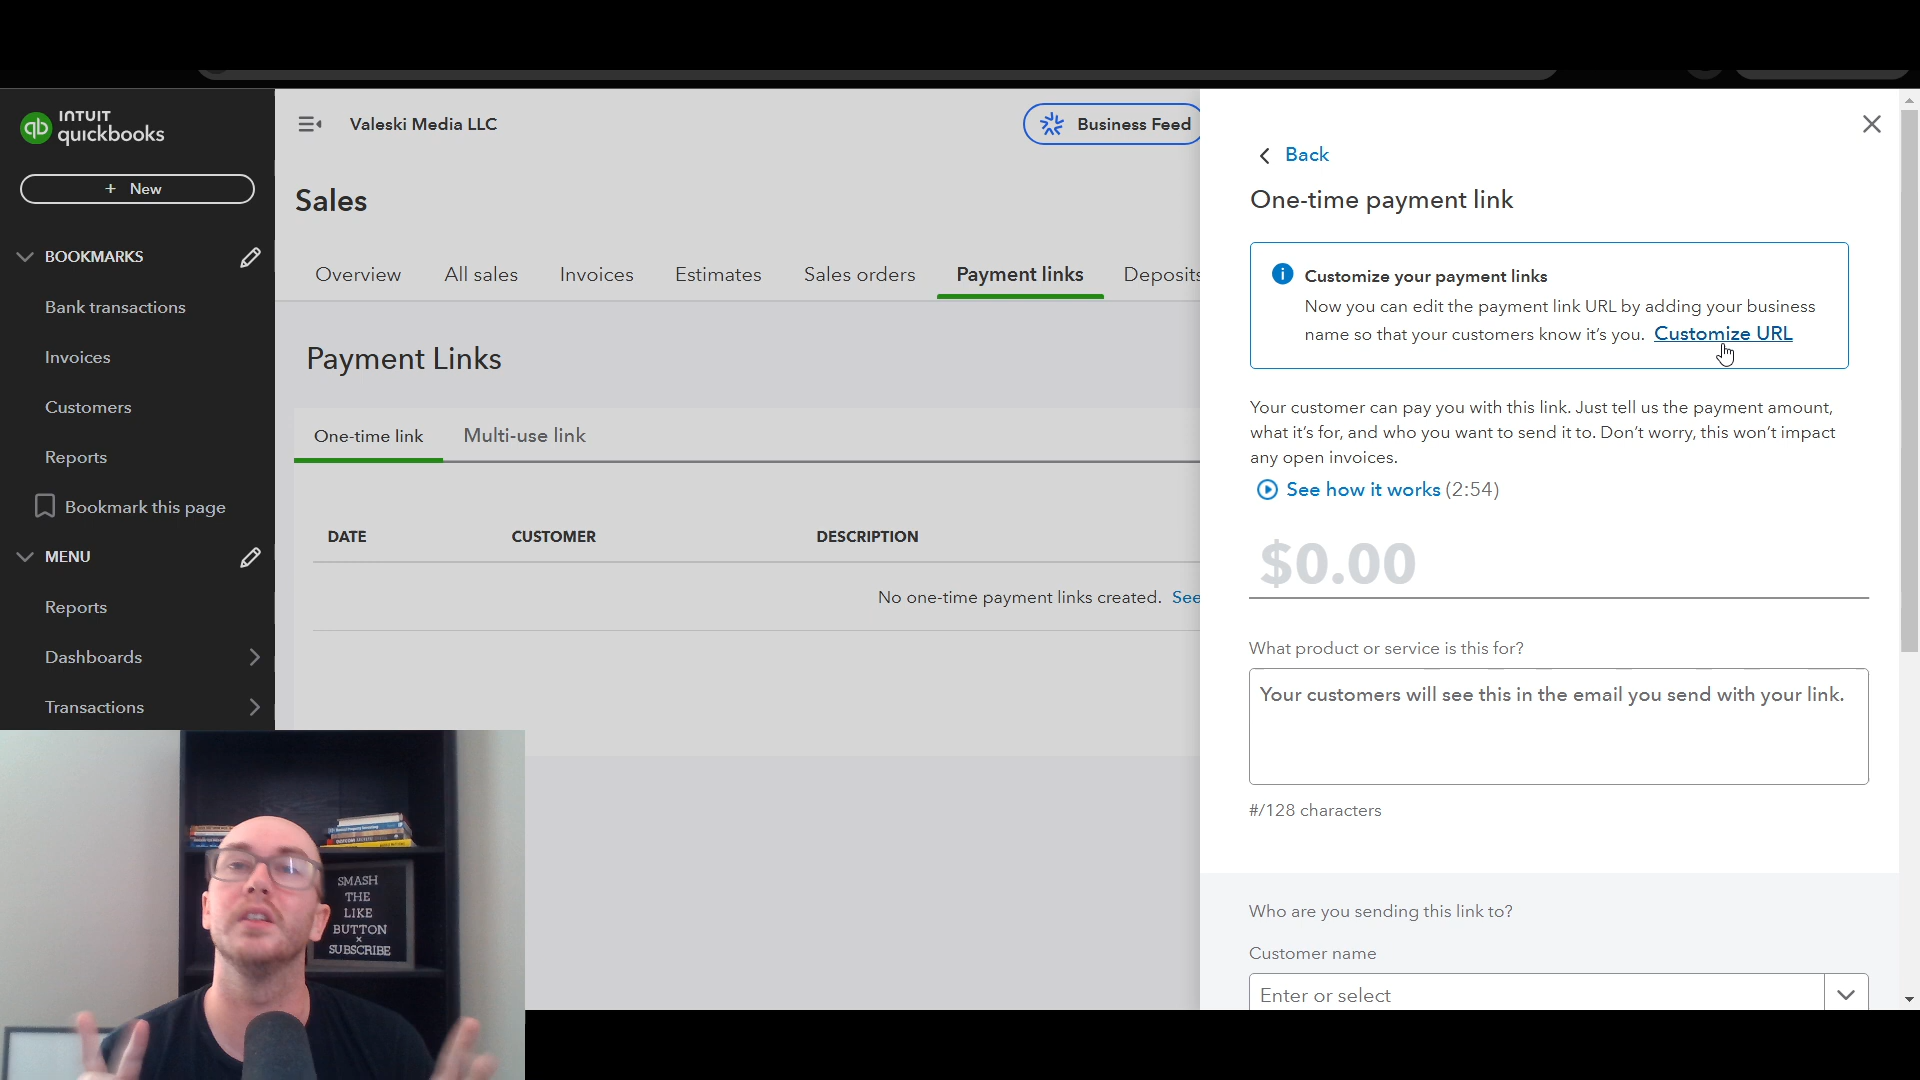 INTUIT
quickbooks
+ New
BOOKMARKS
Bank transactions
Invoices
Customers
Reports
Bookmark this page
MENU
Reports
Dashboards
Transactions
Valeski Media LLC
Business Feed
Sales
Overview
All sales
Invoices
Estimates
Sales orders
Payment links
Deposits
Payment Links
One-time link
Multi-use link
DATE
CUSTOMER
DESCRIPTION
No one-time payment links created. See
Back
One-time payment link
Customize your payment links
Now you can edit the payment link URL by adding your business
name so that your customers know it's you. Customize URL
Your customer can pay you with this link. Just tell us the payment amount,
what it's for, and who you want to send it to. Don't worry, this won't impact
any open invoices.
See how it works (2:54)
$0.00
What product or service is this for?
Your customers will see this in the email you send with your link.
#/128 characters
Who are you sending this link to?
Customer name
Enter or select
SMASH
THE
LIKE
BUTTON
×
SUBSCRIBE